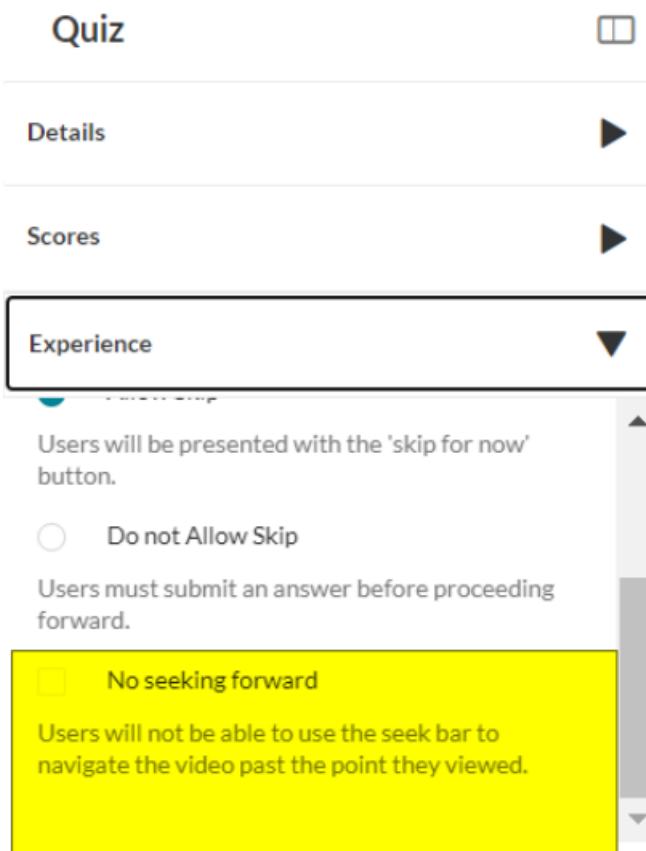 Quiz
Details
Scores
Experience
Users will be presented with the 'skip for now'
button.
Do not Allow Skip
Users must submit an answer before proceeding
forward.
No seeking forward
Users will not be able to use the seek bar to
navigate the video past the point they viewed.